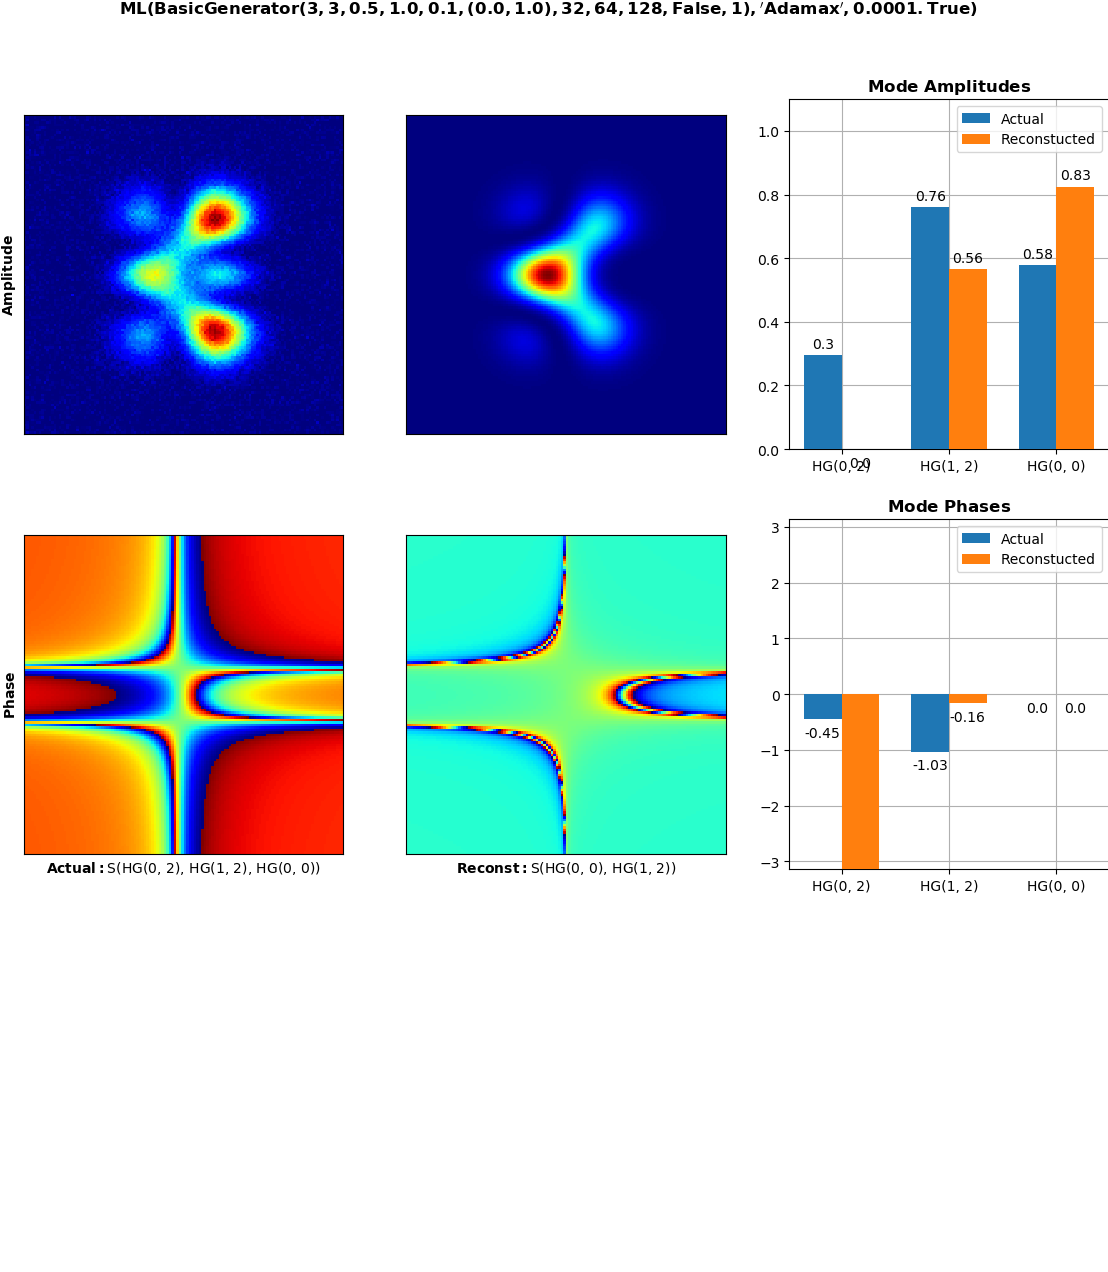 ML(BasicGenerator(3, 3, 0.5, 1.0, 0.1, (0.0, 1.0), 32, 64, 128, False, 1), ′Adamax′, 0.0001. True)
Mode Amplitudes
Actual
Reconstucted
1.0
0.8
0.6
0.4
0.2
0.0
0.3
0.0
0.76
0.56
0.58
0.83
HG(0, 2)
HG(1, 2)
HG(0, 0)
Amplitude
Mode Phases
Actual
Reconstucted
3
2
1
0
−1
−2
−3
-0.45
-1.03
-0.16
0.0
0.0
HG(0, 2)
HG(1, 2)
HG(0, 0)
Phase
Actual: S(HG(0, 2), HG(1, 2), HG(0, 0))
Reconst: S(HG(0, 0), HG(1, 2))